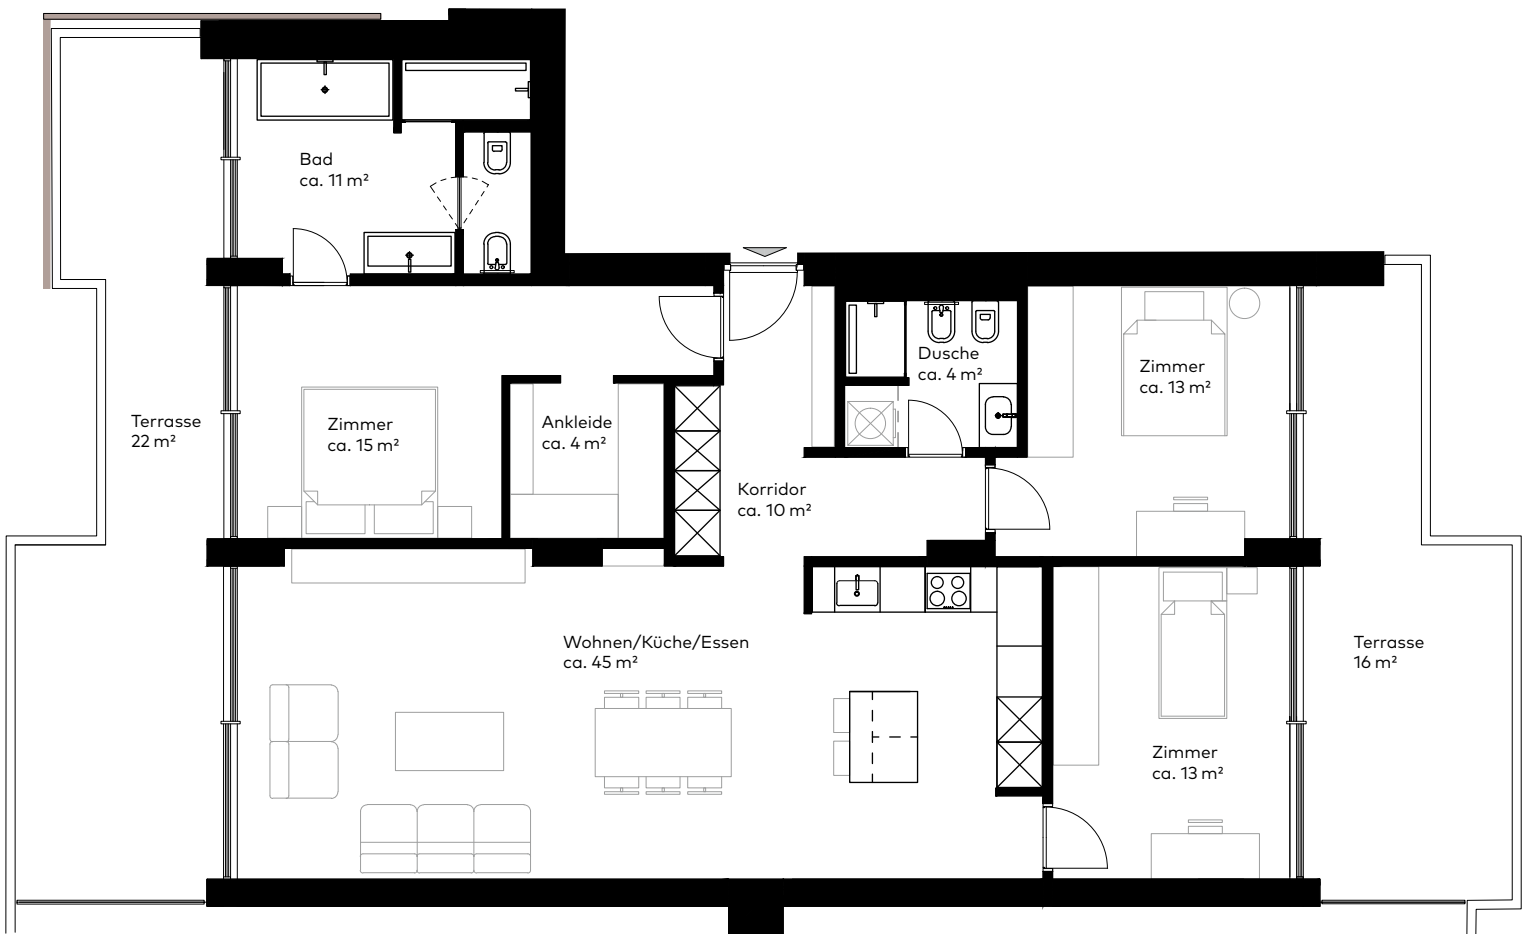 Bad
ca. 11 m²
Dusche
ca. 4 m²
Zimmer
ca. 13 m²
Terrasse
22 m²
Zimmer
ca. 15 m²
Ankleide
ca. 4 m²
Korridor
ca. 10 m²
Wohnen/Küche/Essen
ca. 45 m²
Terrasse
16 m²
Zimmer
ca. 13 m²